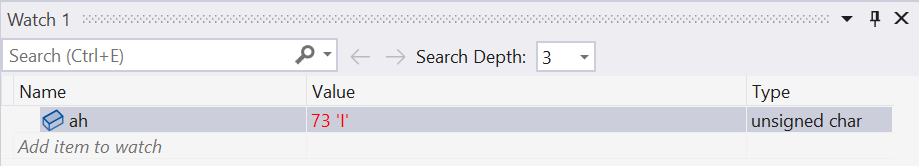 Watch 1
Search (Ctrl+E) Search Depth: 3
Name Value Type
ah 73 'I' unsigned char
Add item to watch